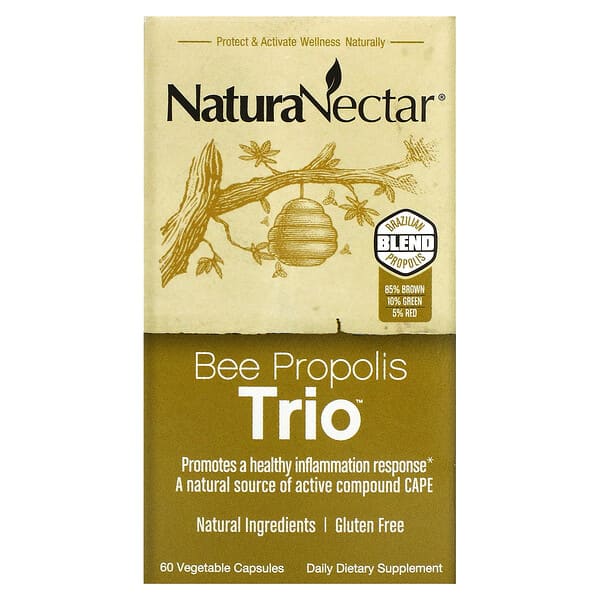 Protect & Activate Wellness Naturally
NaturaNectar®
BRAZILIAN
BLEND
PROPOLIS
85% BROWN
10% GREEN
5% RED
Bee Propolis
Trio™
Promotes a healthy inflammation response*
A natural source of active compound CAPE
Natural Ingredients | Gluten Free
60 Vegetable Capsules Daily Dietary Supplement